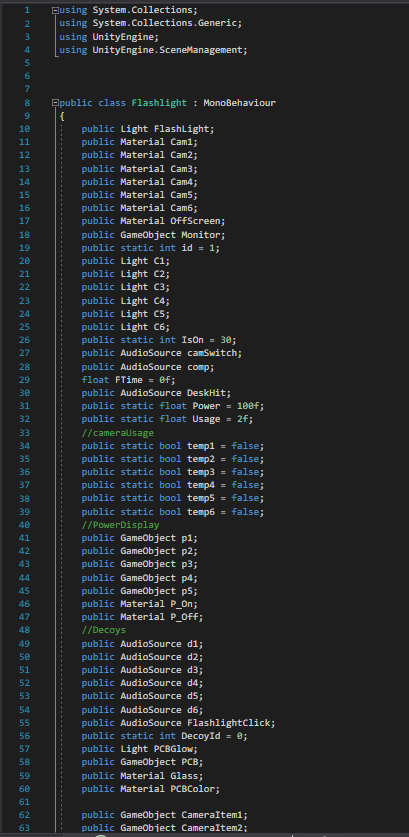 1 using System.Collections;
2 using System.Collections.Generic;
3 using UnityEngine;
4 using UnityEngine.SceneManagement;
5
6
7
8 public class Flashlight : MonoBehaviour
9 {
10 public Light FlashLight;
11 public Material Cam1;
12 public Material Cam2;
13 public Material Cam3;
14 public Material Cam4;
15 public Material Cam5;
16 public Material Cam6;
17 public Material OffScreen;
18 public GameObject Monitor;
19 public static int id = 1;
20 public Light C1;
21 public Light C2;
22 public Light C3;
23 public Light C4;
24 public Light C5;
25 public Light C6;
26 public static int IsOn = 30;
27 public AudioSource camSwitch;
28 public AudioSource comp;
29 float FTime = 0f;
30 public AudioSource DeskHit;
31 public static float Power = 100f;
32 public static float Usage = 2f;
33 //cameraUsage
34 public static bool temp1 = false;
35 public static bool temp2 = false;
36 public static bool temp3 = false;
37 public static bool temp4 = false;
38 public static bool temp5 = false;
39 public static bool temp6 = false;
40 //PowerDisplay
41 public GameObject p1;
42 public GameObject p2;
43 public GameObject p3;
44 public GameObject p4;
45 public GameObject p5;
46 public Material P_On;
47 public Material P_Off;
48 //Decoys
49 public AudioSource d1;
50 public AudioSource d2;
51 public AudioSource d3;
52 public AudioSource d4;
53 public AudioSource d5;
54 public AudioSource d6;
55 public AudioSource FlashlightClick;
56 public static int DecoyId = 0;
57 public Light PCBGlow;
58 public GameObject PCB;
59 public Material Glass;
60 public Material PCBColor;
61
62 public GameObject CameraItem1;
63 public GameObject CameraItem2;